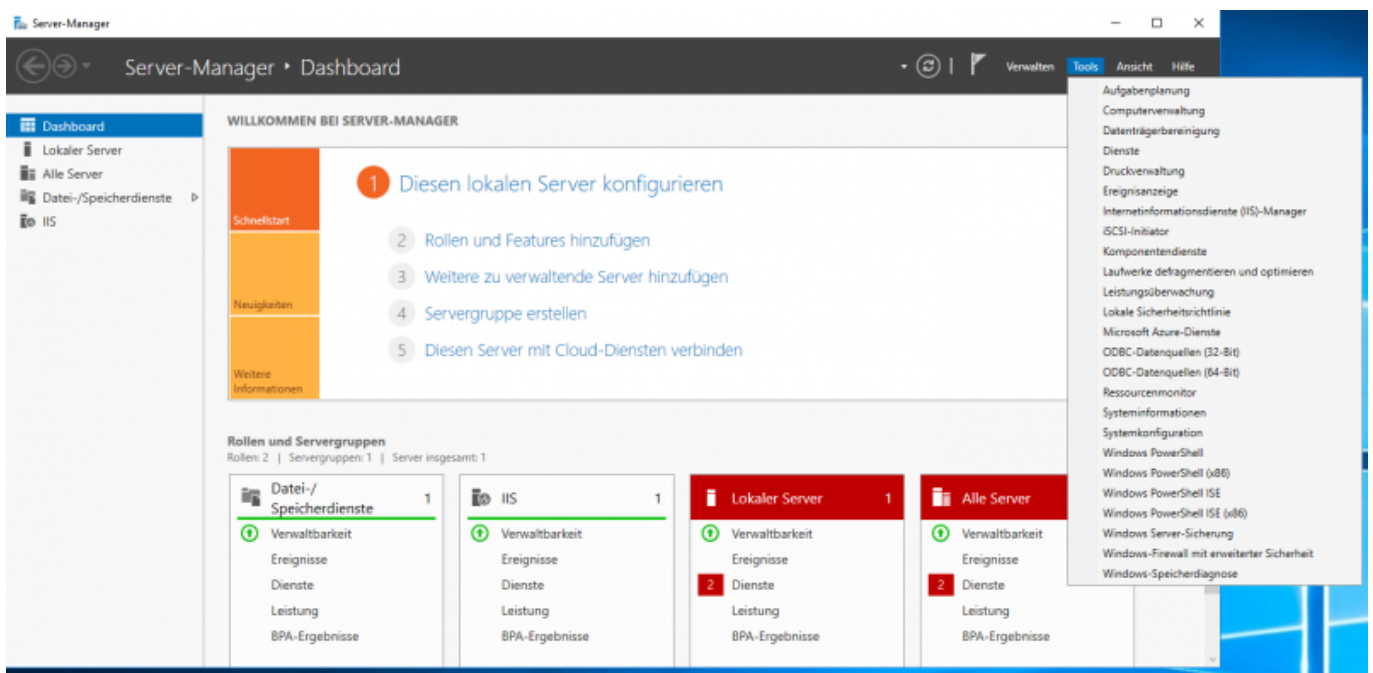 Server-Manager
Server-Manager • Dashboard
Verwalten Tools Ansicht Hilfe
Dashboard
Lokaler Server
Alle Server
Datei-/Speicherdienste
IIS
WILLKOMMEN BEI SERVER-MANAGER
Schnellstart
Neuigkeiten
Weitere
Informationen
1 Diesen lokalen Server konfigurieren
2 Rollen und Features hinzufügen
3 Weitere zu verwaltende Server hinzufügen
4 Servergruppe erstellen
5 Diesen Server mit Cloud-Diensten verbinden
Rollen und Servergruppen
Rollen: 2 | Servergruppen: 1 | Server insgesamt: 1
Datei-/
Speicherdienste 1
Verwaltbarkeit
Ereignisse
Dienste
Leistung
BPA-Ergebnisse
IIS 1
Verwaltbarkeit
Ereignisse
Dienste
Leistung
BPA-Ergebnisse
Lokaler Server 1
Verwaltbarkeit
Ereignisse
2 Dienste
Leistung
BPA-Ergebnisse
Alle Server
Verwaltbarkeit
Ereignisse
2 Dienste
Leistung
BPA-Ergebnisse
Aufgabenplanung
Computerverwaltung
Datenträgerbereinigung
Dienste
Druckverwaltung
Ereignisanzeige
Internetinformationsdienste (IIS)-Manager
iSCSI-Initiator
Komponentendienste
Laufwerke defragmentieren und optimieren
Leistungsüberwachung
Lokale Sicherheitsrichtlinie
Microsoft Azure-Dienste
ODBC-Datenquellen (32-Bit)
ODBC-Datenquellen (64-Bit)
Ressourcenmonitor
Systeminformationen
Systemkonfiguration
Windows PowerShell
Windows PowerShell (x86)
Windows PowerShell ISE
Windows PowerShell ISE (x86)
Windows Server-Sicherung
Windows-Firewall mit erweiterter Sicherheit
Windows-Speicherdiagnose